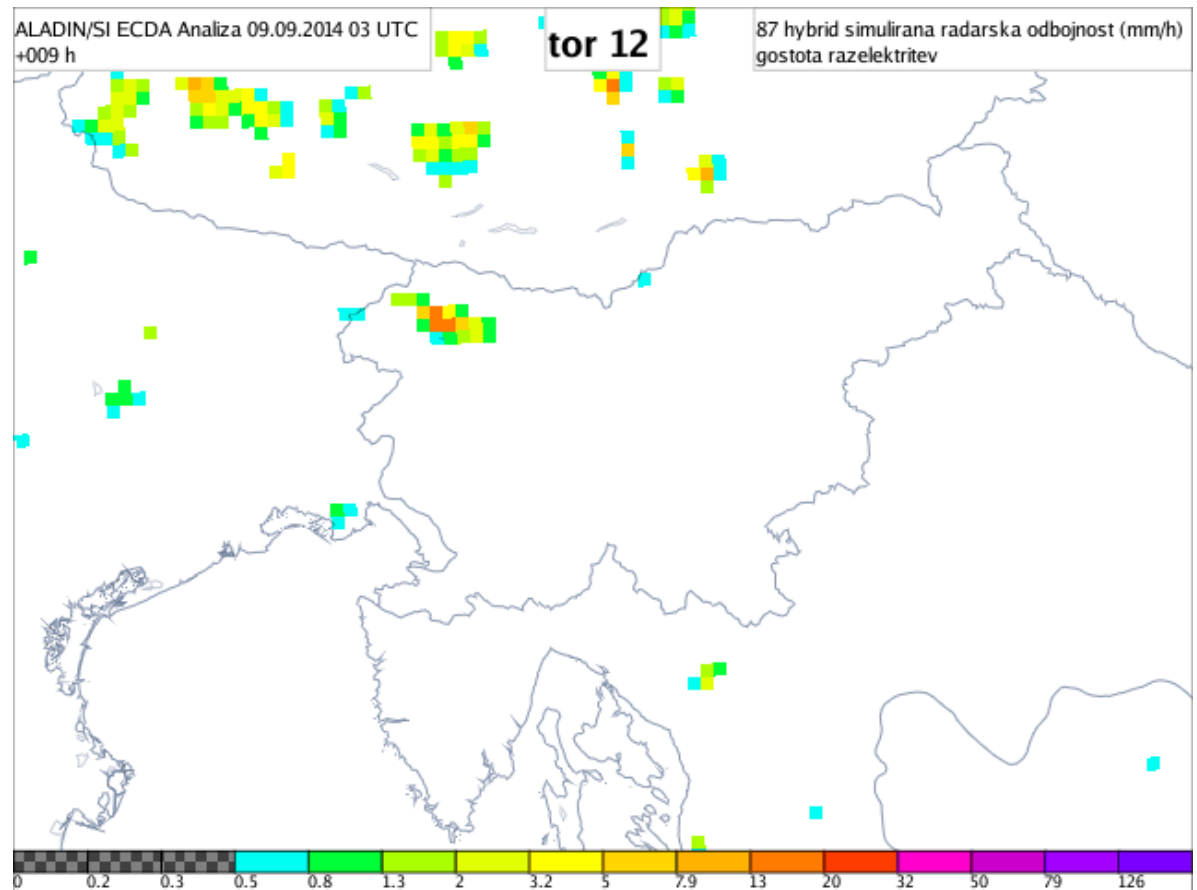 ALADIN/SI ECDA Analiza 09.09.2014 03 UTC
+009 h
tor 12
87 hybrid simulirana radarska odbojnost (mm/h)
gostota razelektritev
0 0.2 0.3 0.5 0.8 1.3 2 3.2 5 7.9 13 20 32 50 79 126